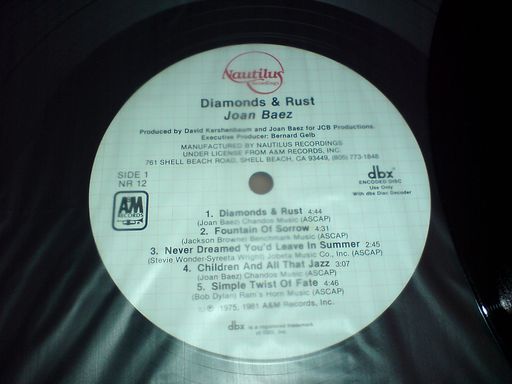 Nautilus
Recordings
Diamonds & Rust
Joan Baez
Produced by David Kershenbaum and Joan Baez for JCB Productions.
Executive Producer: Bernard Gelb
MANUFACTURED BY NAUTILUS RECORDINGS
UNDER LICENSE FROM A&M RECORDS, INC.
761 SHELL BEACH ROAD, SHELL BEACH, CA 93449, (805) 773-1848
SIDE 1
NR 12
dbx
ENCODED DISC
Use Only
With dbx Disc Decoder
A&M
RECORDS
1. Diamonds & Rust 4:44
(Joan Baez) Chandos Music (ASCAP)
2. Fountain Of Sorrow 4:31
(Jackson Browne) Benchmark Music (ASCAP)
3. Never Dreamed You'd Leave In Summer 2:45
(Stevie Wonder-Syreeta Wright) Jobete Music Co., Inc. (ASCAP)
4. Children And All That Jazz 3:07
(Joan Baez) Chandos Music (ASCAP)
5. Simple Twist Of Fate 4:46
(Bob Dylan) Ram's Horn Music (ASCAP)
© ℗ 1975, 1981 A&M Records, Inc.
dbx is a registered trademark
of dbx, Inc.